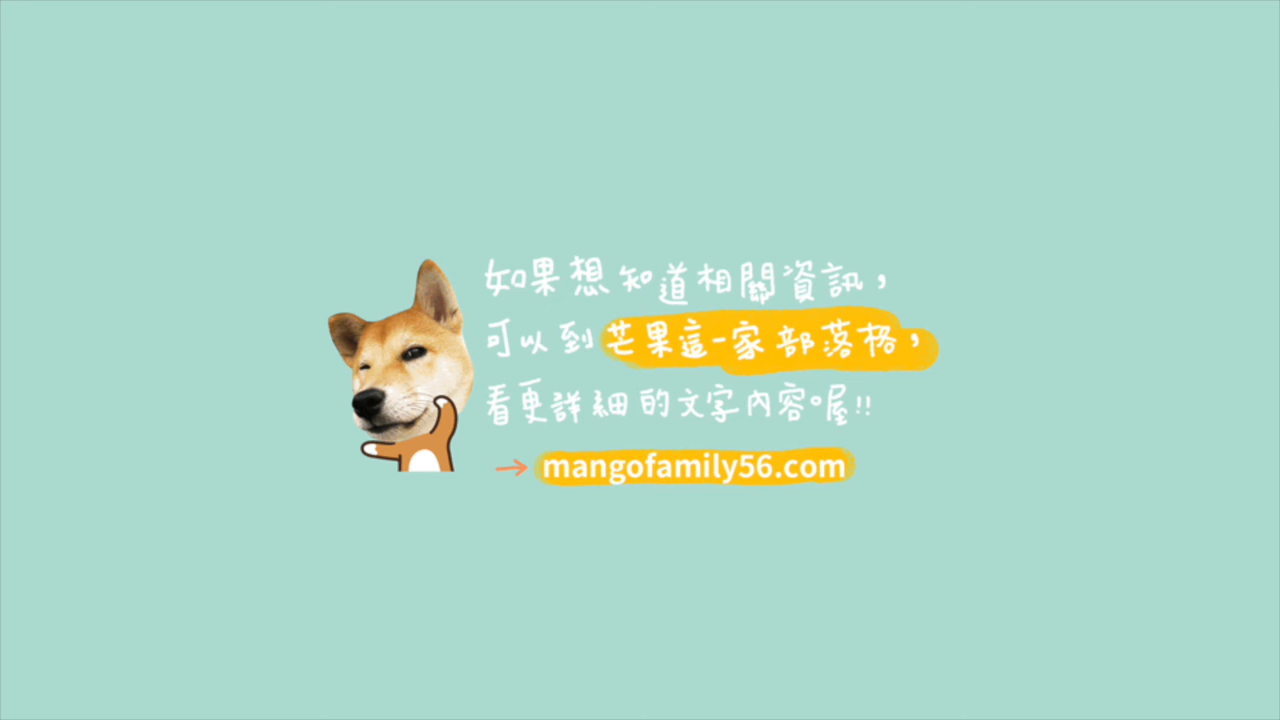 如果想知道相關資訊，
可以到芒果這一家部落格，
看更詳細的文字內容喔!!
→ mangofamily56.com